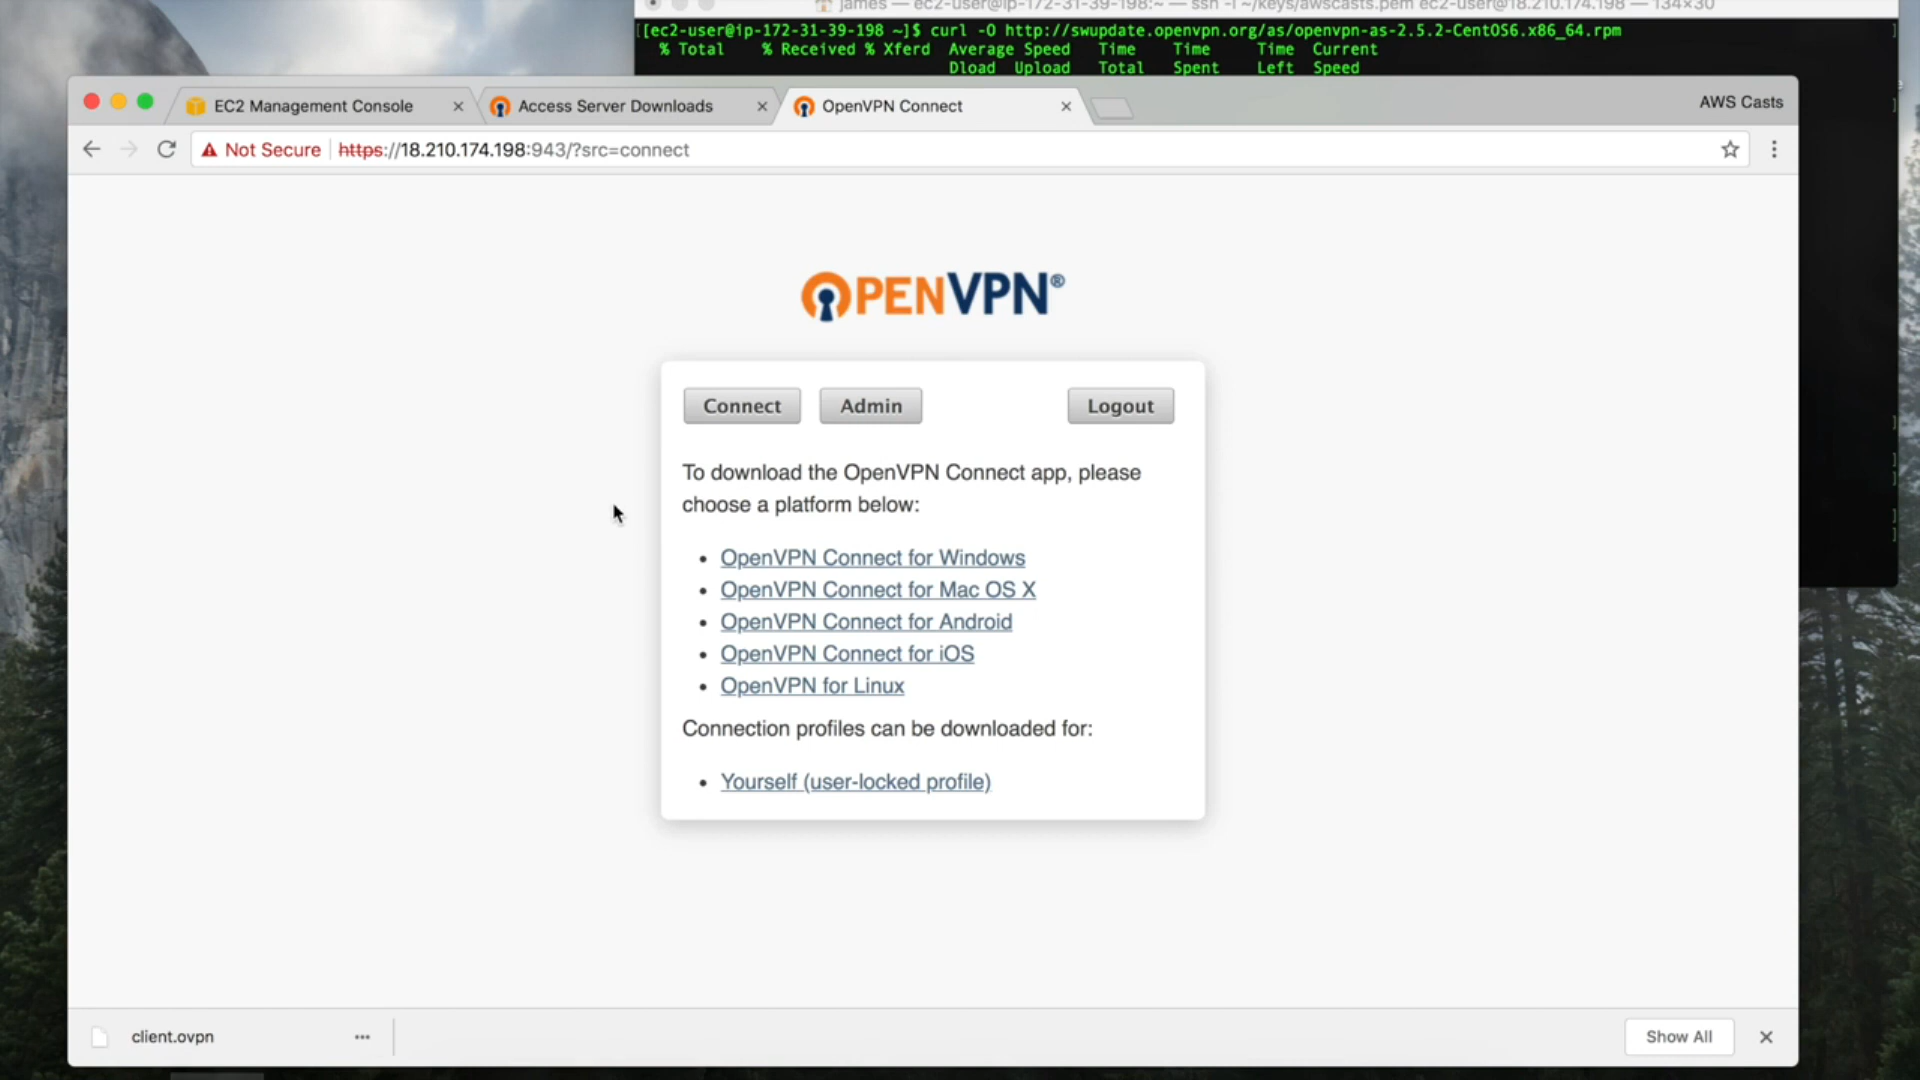 james — ec2-user@ip-172-31-39-198:~ — ssh -i ~/keys/awscasts.pem ec2-user@18.210.174.198 — 134×30
[[ec2-user@ip-172-31-39-198 ~]$ curl -O http://swupdate.openvpn.org/as/openvpn-as-2.5.2-CentOS6.x86_64.rpm ]
% Total % Received % Xferd Average Speed Time Time Time Current
Dload Upload Total Spent Left Speed
EC2 Management Console
Access Server Downloads
OpenVPN Connect
AWS Casts
Not Secure https://18.210.174.198:943/?src=connect
OPENVPN®
Connect Admin Logout
To download the OpenVPN Connect app, please
choose a platform below:
• OpenVPN Connect for Windows
• OpenVPN Connect for Mac OS X
• OpenVPN Connect for Android
• OpenVPN Connect for iOS
• OpenVPN for Linux
Connection profiles can be downloaded for:
• Yourself (user-locked profile)
client.ovpn
Show All